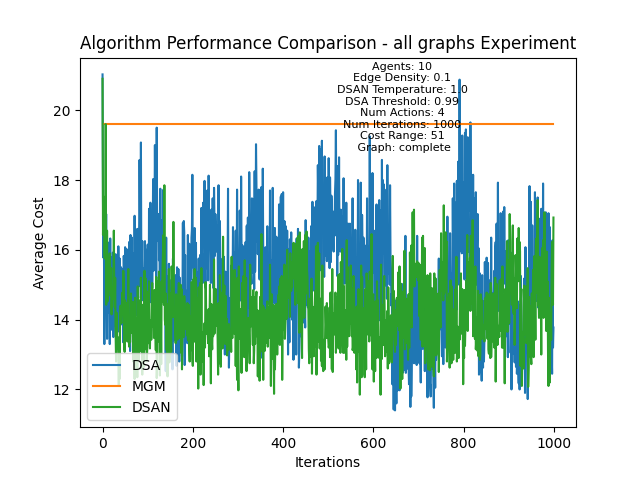 Algorithm Performance Comparison - all graphs Experiment
Agents: 10
Edge Density: 0.1
DSAN Temperature: 1.0
DSA Threshold: 0.99
Num Actions: 4
Num Iterations: 1000
Cost Range: 51
Graph: complete
Average Cost
20
18
16
14
12
DSA
MGM
DSAN
0
200
400
600
800
1000
Iterations